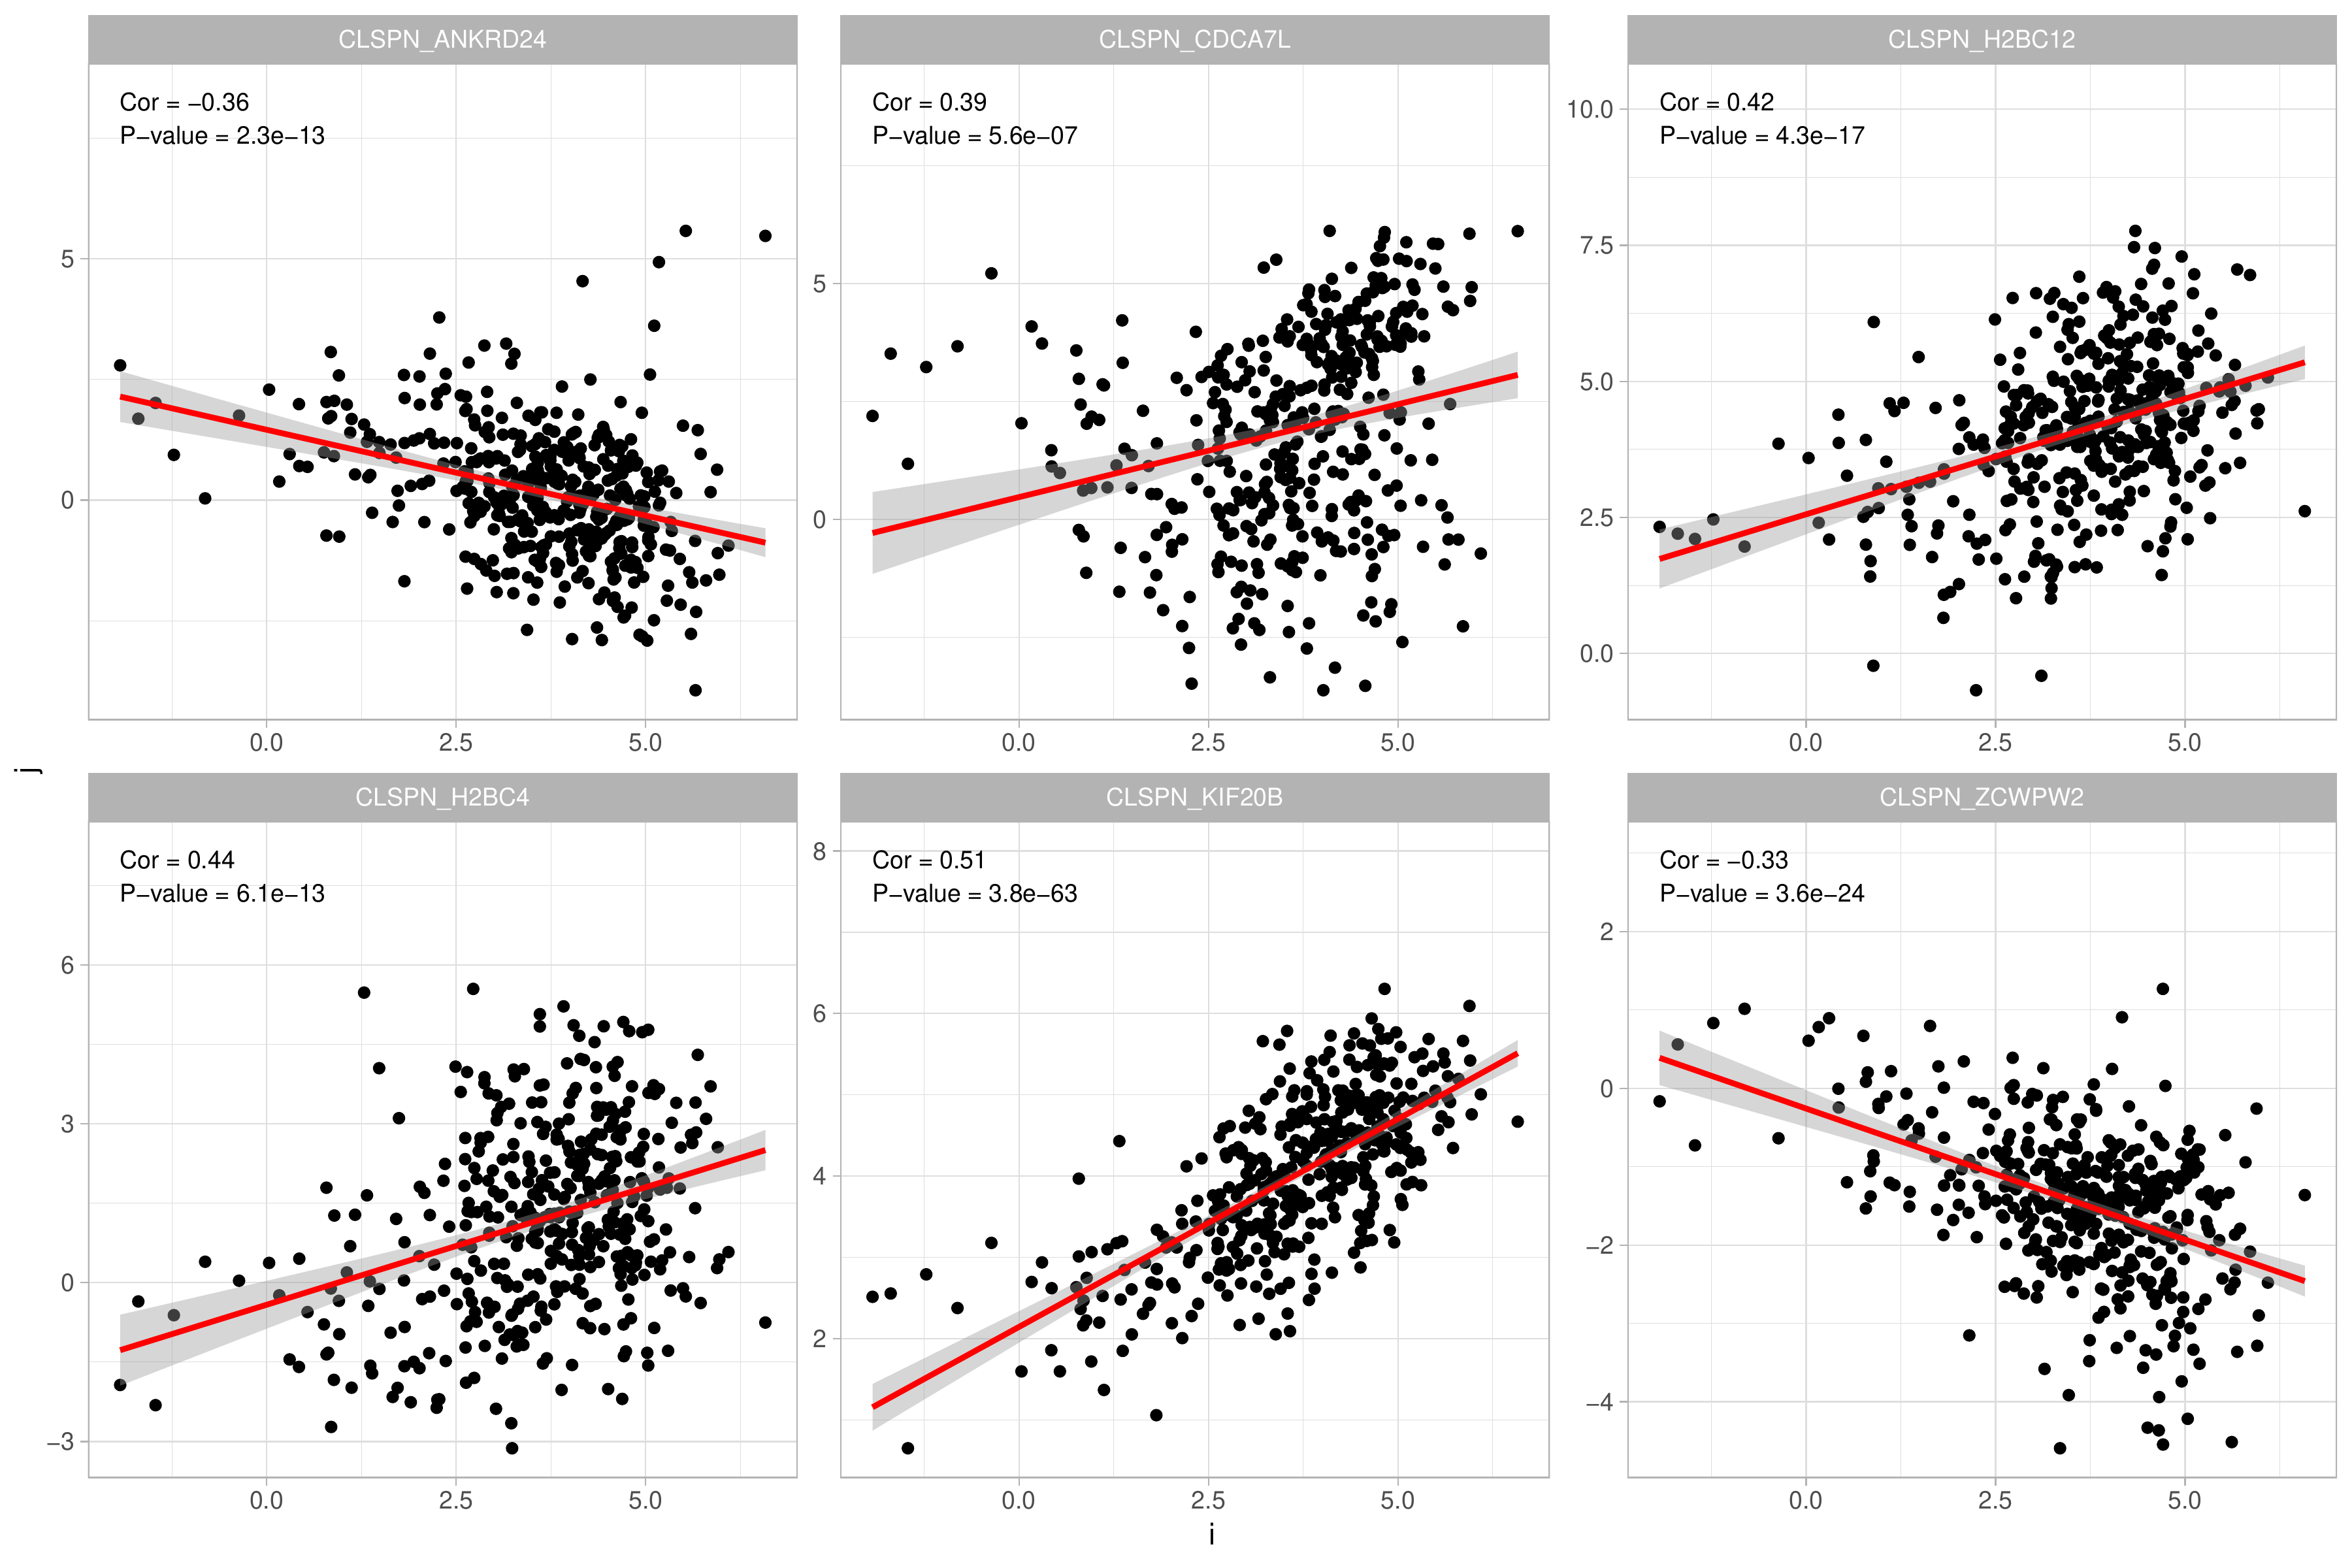 CLSPN_ANKRD24
CLSPN_CDCA7L
CLSPN_H2BC12
Cor = −0.36
P−value = 2.3e−13
Cor = 0.39
P−value = 5.6e−07
Cor = 0.42
P−value = 4.3e−17
5
0
5
0
10.0
7.5
5.0
2.5
0.0
0.0 2.5 5.0
0.0 2.5 5.0
0.0 2.5 5.0
j
CLSPN_H2BC4
CLSPN_KIF20B
CLSPN_ZCWPW2
Cor = 0.44
P−value = 6.1e−13
Cor = 0.51
P−value = 3.8e−63
Cor = −0.33
P−value = 3.6e−24
6
3
0
−3
8
6
4
2
2
0
−2
−4
0.0 2.5 5.0
0.0 2.5 5.0
0.0 2.5 5.0
i